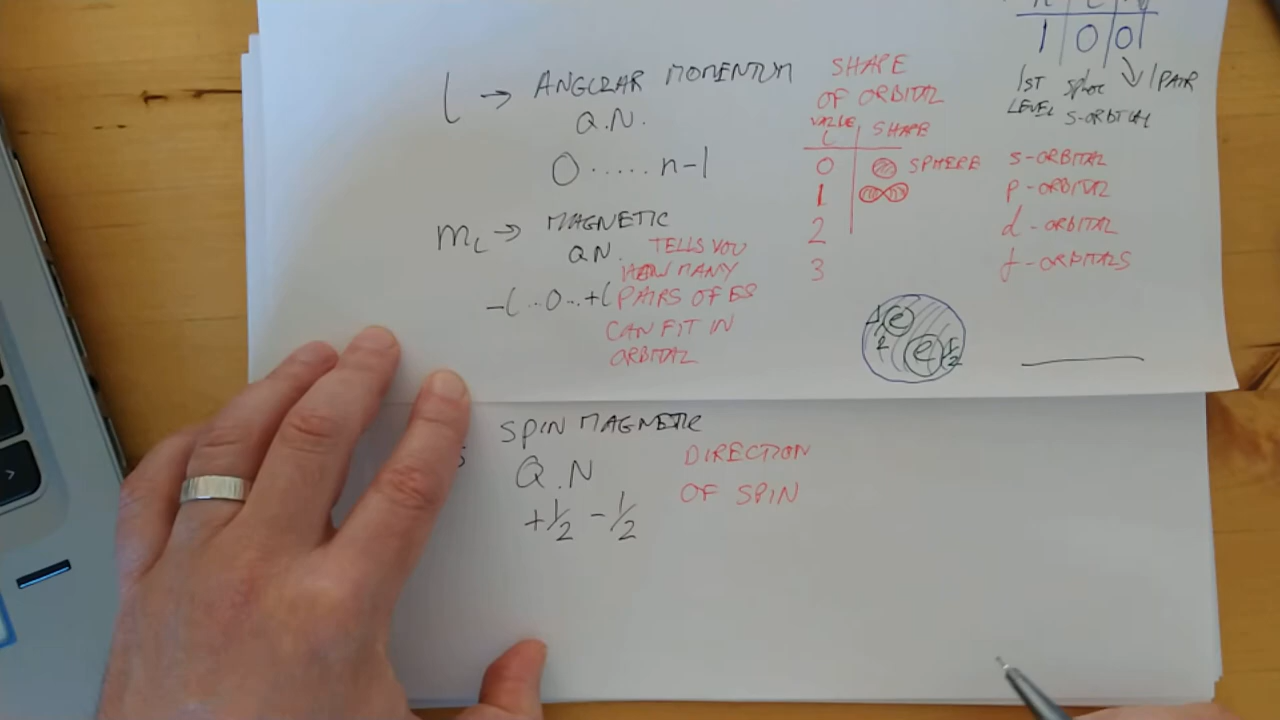 1 0 0
1ST LEVEL
SPHERE
S-ORBITAL
1 PAIR
l → ANGULAR MOMENTUM
Q.N.
0 ..... n-1
SHAPE
OF ORBITAL
VALUE L SHAPE
0 SPHERE s-ORBITAL
1 p-ORBITAL
2 d-ORBITAL
3 f-ORBITALS
mL → MAGNETIC
QN.
-l ..0...+l
TELLS YOU
HOW MANY
PAIRS OF ES
CAN FIT IN
ORBITAL
e
e
SPIN MAGNETIC
Q.N
+1/2 -1/2
DIRECTION
OF SPIN